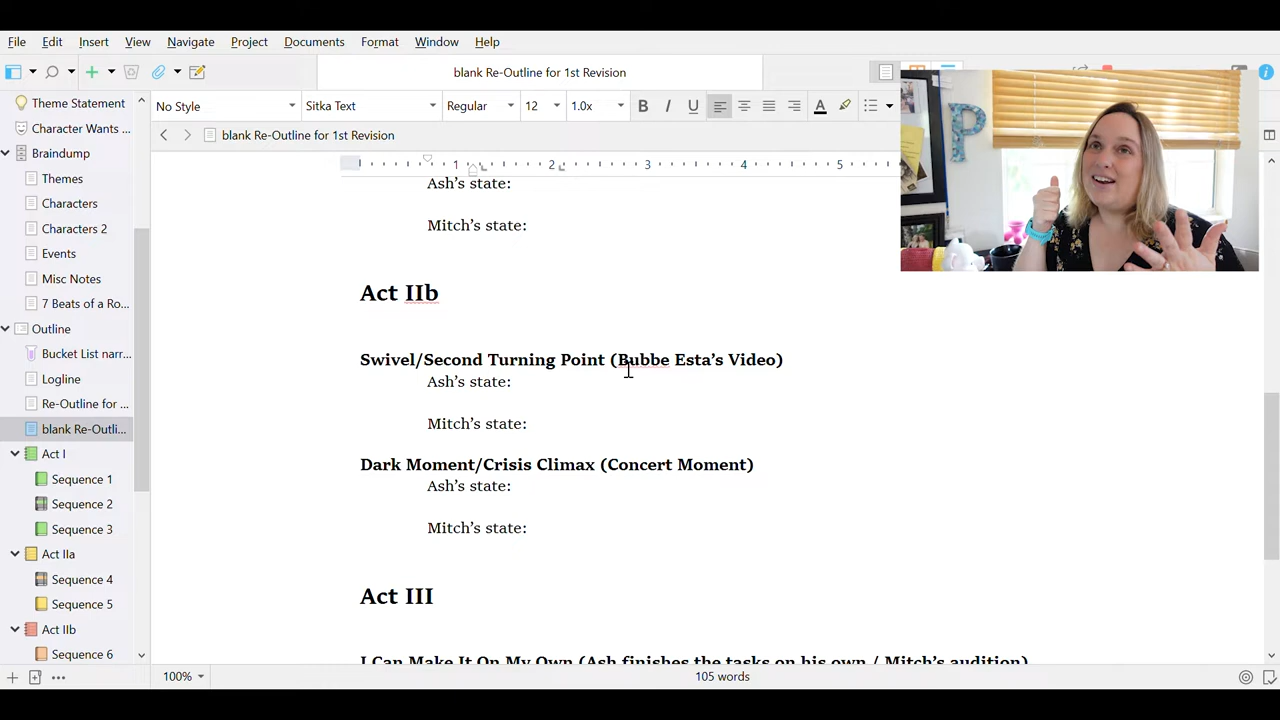 File Edit Insert View Navigate Project Documents Format Window Help
blank Re-Outline for 1st Revision
No Style Sitka Text Regular 12 1.0x B I U A
blank Re-Outline for 1st Revision
1 2 3 4 5
Theme Statement
Character Wants ...
Braindump
Themes
Characters
Characters 2
Events
Misc Notes
7 Beats of a Ro...
Outline
Bucket List narr...
Logline
Re-Outline for ...
blank Re-Outli...
Act I
Sequence 1
Sequence 2
Sequence 3
Act IIa
Sequence 4
Sequence 5
Act IIb
Sequence 6
Ash's state:
Mitch's state:
Act IIb
Swivel/Second Turning Point (Bubbe Esta's Video)
Ash's state:
Mitch's state:
Dark Moment/Crisis Climax (Concert Moment)
Ash's state:
Mitch's state:
Act III
I Can Make It On My Own (Ash finishes the tasks on his own / Mitch's audition)
P
100% 105 words